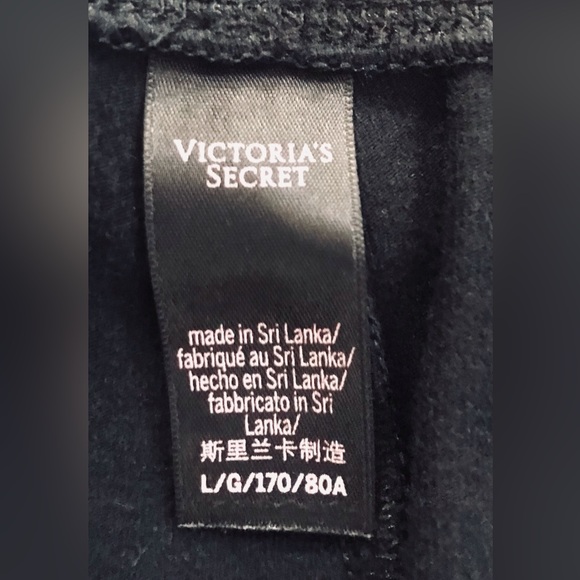 VICTORIA'S
SECRET
made in Sri Lanka/
fabriqué au Sri Lanka/
hecho en Sri Lanka/
fabbricato in Sri
Lanka/
斯里兰卡制造
L/G/170/80A